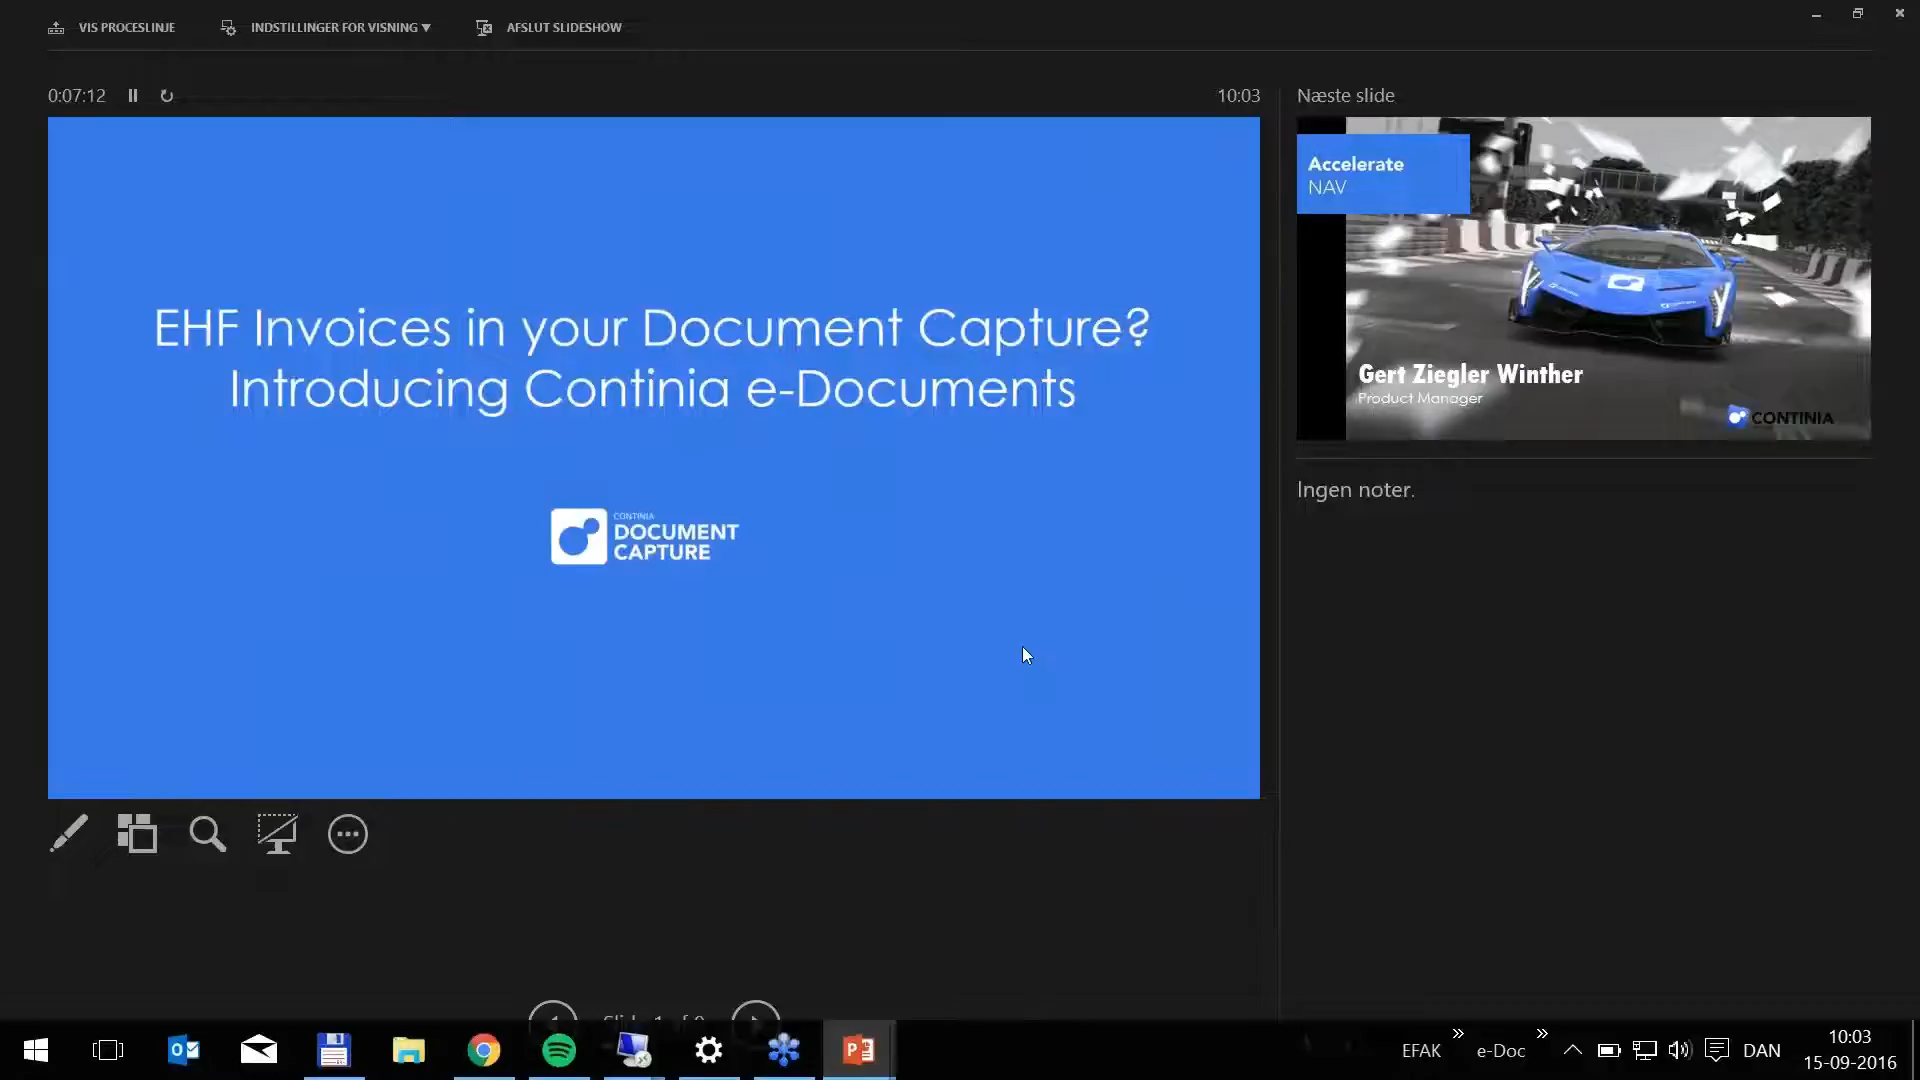 VIS PROCESLINJE
INDSTILLINGER FOR VISNING ▼
AFSLUT SLIDESHOW
0:07:12
10:03
Næste slide
EHF Invoices in your Document Capture?
Introducing Continia e-Documents
CONTINIA
DOCUMENT
CAPTURE
Accelerate
NAV
Gert Ziegler Winther
Product Manager
CONTINIA
Ingen noter.
EFAK
e-Doc
DAN
10:03
15-09-2016